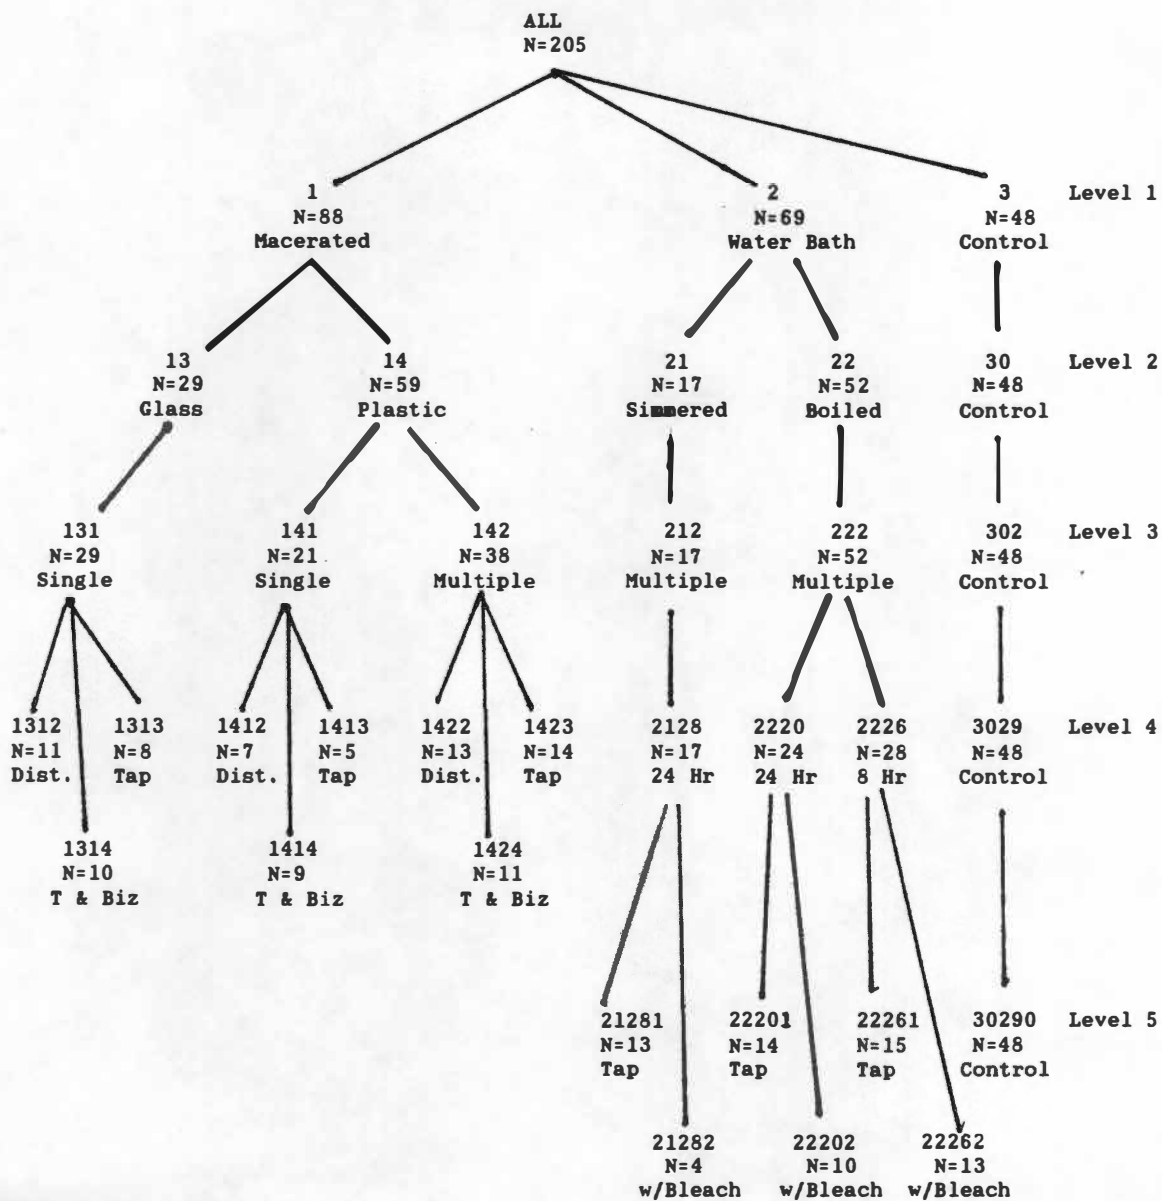 ALL
N=205
1 2 3 Level 1
N=88 N=69 N=48
Macerated Water Bath Control
13 14 21 22 30 Level 2
N=29 N=59 N=17 N=52 N=48
Glass Plastic Simmered Boiled Control
131 141 142 212 222 302 Level 3
N=29 N=21 N=38 N=17 N=52 N=48
Single Single Multiple Multiple Multiple Control
1312 1313 1412 1413 1422 1423 2128 2220 2226 3029 Level 4
N=11 N=8 N=7 N=5 N=13 N=14 N=17 N=24 N=28 N=48
Dist. Tap Dist. Tap Dist. Tap 24 Hr 24 Hr 8 Hr Control
1314 1414 1424
N=10 N=9 N=11
T & Biz T & Biz T & Biz
21281 22201 22261 30290 Level 5
N=13 N=14 N=15 N=48
Tap Tap Tap Control
21282 22202 22262
N=4 N=10 N=13
w/Bleach w/Bleach w/Bleach